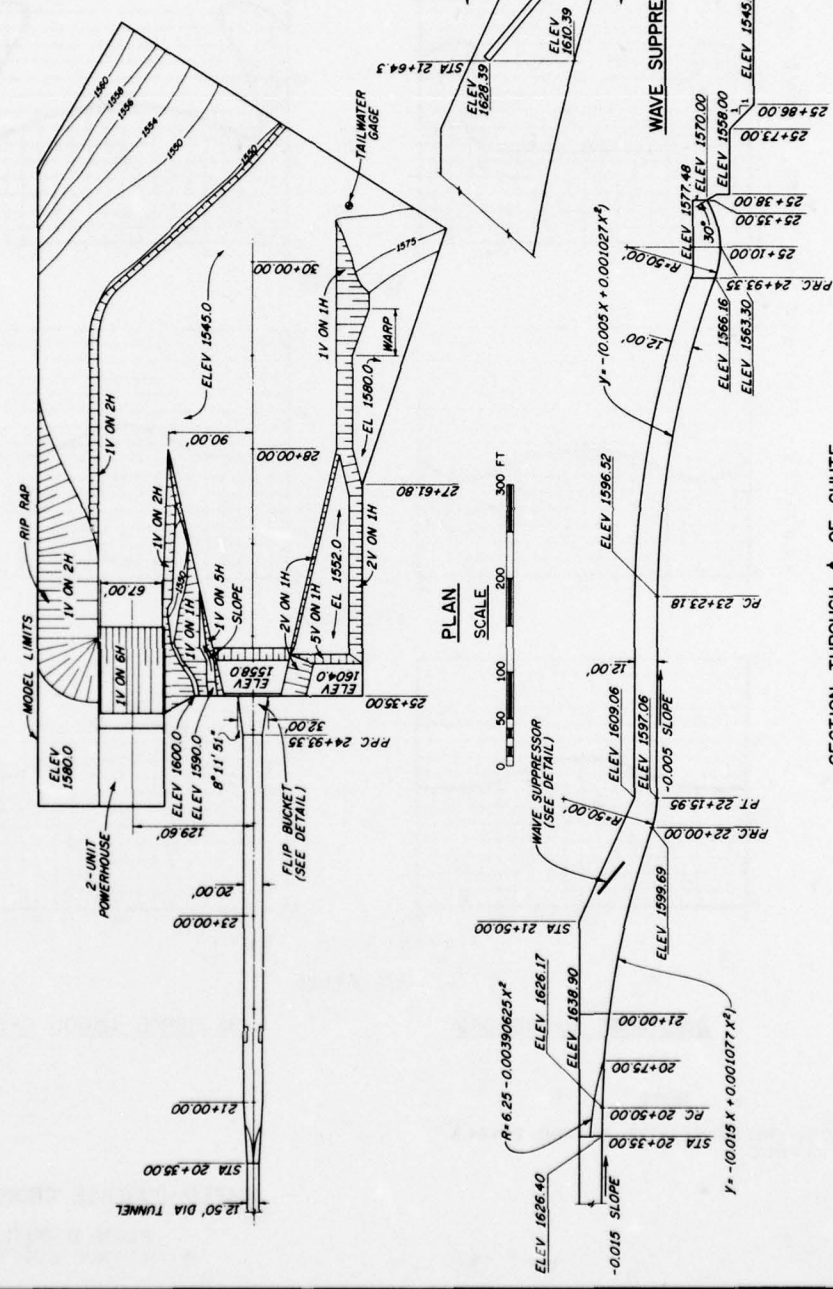 MODEL LIMITS
RIP RAP
ELEV
1580.0
1V ON 2H
1V ON 2H
1560
1558
1556
1554
1550
1550
2-UNIT
POWERHOUSE
1V ON 6H
67.00'
1V ON 2H
1550
1V ON 1H
1V ON 5H
SLOPE
ELEV 1600.0
ELEV 1590.0
8° 11' 51"
129.60'
90.00'
ELEV 1545.0
12.50' DIA TUNNEL
STA 20+35.00
21+00.00
23+00.00
20.00'
FLIP BUCKET
(SEE DETAIL)
P.R.C. 24+93.35
32.00'
25+35.00
ELEV
1558.0
ELEV
1604.0
2V ON 1H
5V ON 1H
EL 1552.0
2V ON 1H
27+61.80
28+00.00
EL 1580.0
WARP
1V ON 1H
30+00.00
1575
TAILWATER
GAGE
PLAN
SCALE
0
50
100
200
300 FT
STA 21+64.3
ELEV
1628.39
ELEV
1610.39
WAVE SUPPRE
ELEV 1626.40
-0.015 SLOPE
R= 6.25 - 0.00390625 X²
ELEV 1626.17
ELEV 1638.90
STA 20+35.00
PC 20+50.00
20+75.00
21+00.00
Y= -(0.015 X + 0.001077 X²)
STA 21+50.00
ELEV 1599.69
WAVE SUPPRESSOR
(SEE DETAIL)
R=50.00'
P.R.C. 22+00.00
P.T. 22+15.95
ELEV 1609.06
ELEV 1597.06
-0.005 SLOPE
12.00'
P.C. 23+23.18
ELEV 1596.52
Y= -(0.005 X + 0.001027 X²)
12.00'
R=50.00'
ELEV 1566.16
ELEV 1563.30
P.R.C. 24+93.35
25+10.00
30°
ELEV 1577.48
ELEV 1570.00
25+35.00
25+38.00
ELEV 1558.00
25+73.00
25+86.00
1
1
ELEV 1545.
SECTION THROUGH ℄ OF CHUTE